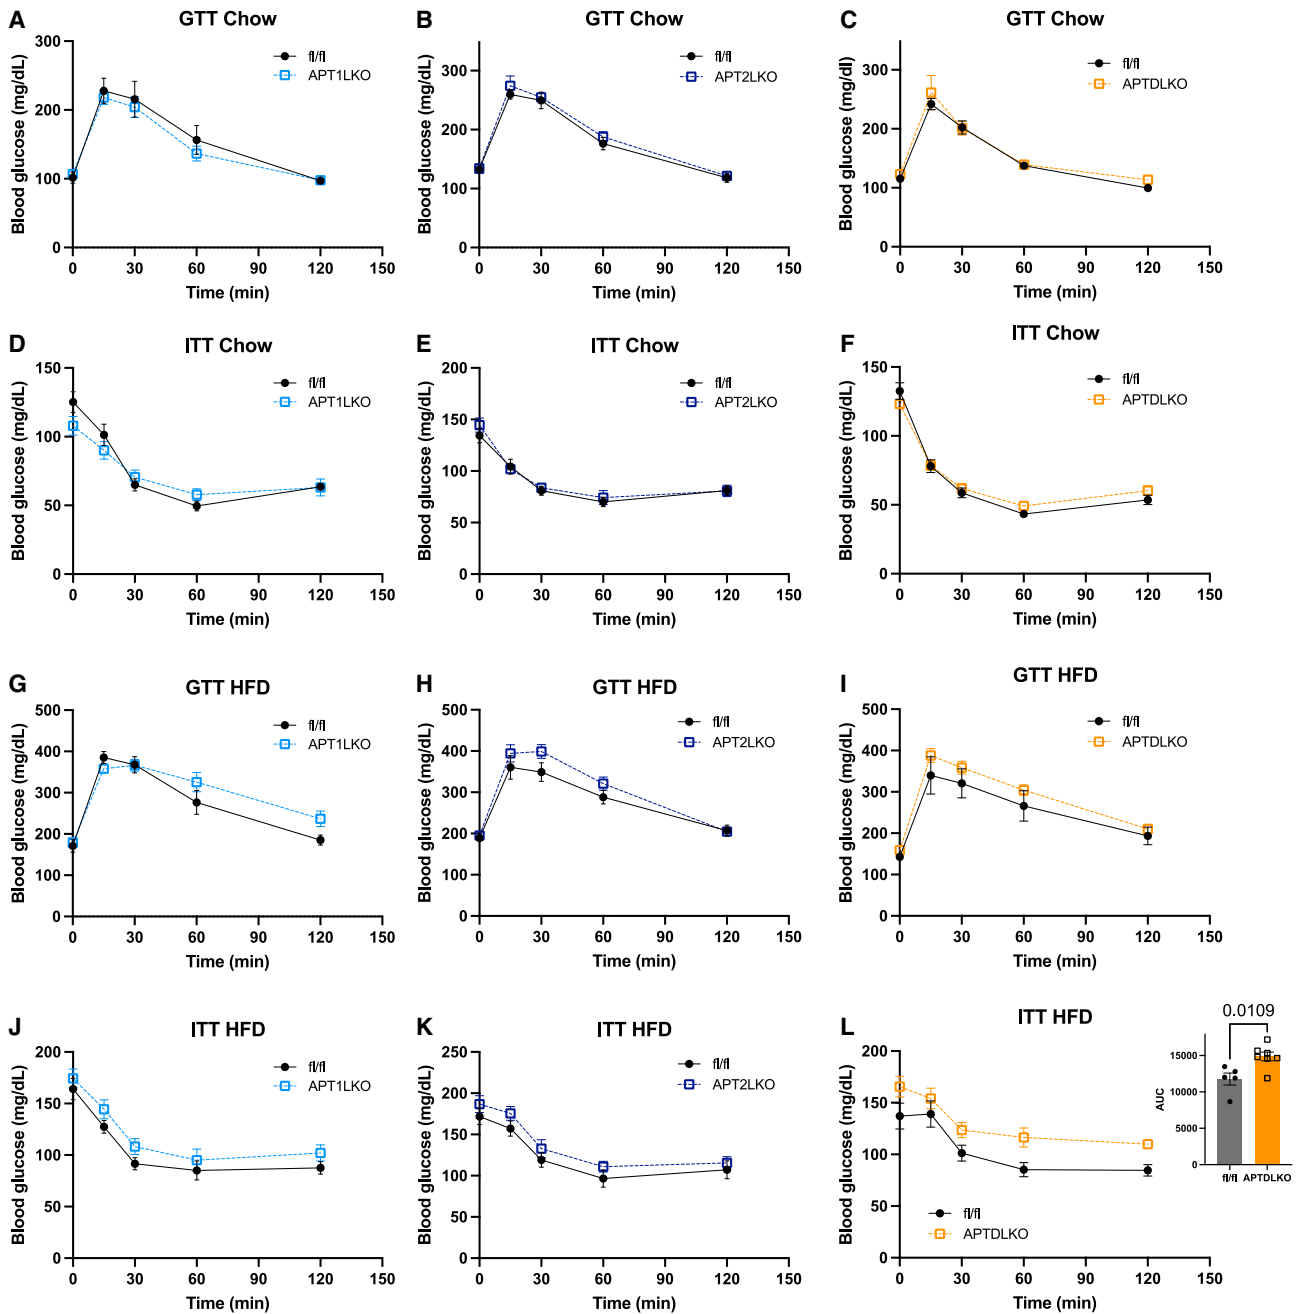 A
GTT Chow
Blood glucose (mg/dL)
300
200
100
0
0 30 60 90 120 150
Time (min)
fl/fl
APT1LKO
B
GTT Chow
Blood glucose (mg/dL)
300
200
100
0
0 30 60 90 120 150
Time (min)
fl/fl
APT2LKO
C
GTT Chow
Blood glucose (mg/dl)
300
200
100
0
0 30 60 90 120 150
Time (min)
fl/fl
APTDLKO
D
ITT Chow
Blood glucose (mg/dL)
150
100
50
0
0 30 60 90 120 150
Time (min)
fl/fl
APT1LKO
E
ITT Chow
Blood glucose (mg/dL)
200
150
100
50
0
0 30 60 90 120 150
Time (min)
fl/fl
APT2LKO
F
ITT Chow
Blood glucose (mg/dL)
150
100
50
0
0 30 60 90 120 150
Time (min)
fl/fl
APTDLKO
G
GTT HFD
Blood glucose (mg/dL)
500
400
300
200
100
0
0 30 60 90 120 150
Time (min)
fl/fl
APT1LKO
H
GTT HFD
Blood glucose (mg/dL)
500
400
300
200
100
0
0 30 60 90 120 150
Time (min)
fl/fl
APT2LKO
I
GTT HFD
Blood glucose (mg/dL)
500
400
300
200
100
0
0 30 60 90 120 150
Time (min)
fl/fl
APTDLKO
J
ITT HFD
Blood glucose (mg/dL)
200
150
100
50
0
0 30 60 90 120 150
Time (min)
fl/fl
APT1LKO
K
ITT HFD
Blood glucose (mg/dL)
250
200
150
100
50
0
0 30 60 90 120 150
Time (min)
fl/fl
APT2LKO
L
ITT HFD
Blood glucose (mg/dL)
200
150
100
50
0
0 30 60 90 120 150
Time (min)
fl/fl
APTDLKO
0.0109
AUC
15000
10000
5000
0
fl/fl APTDLKO